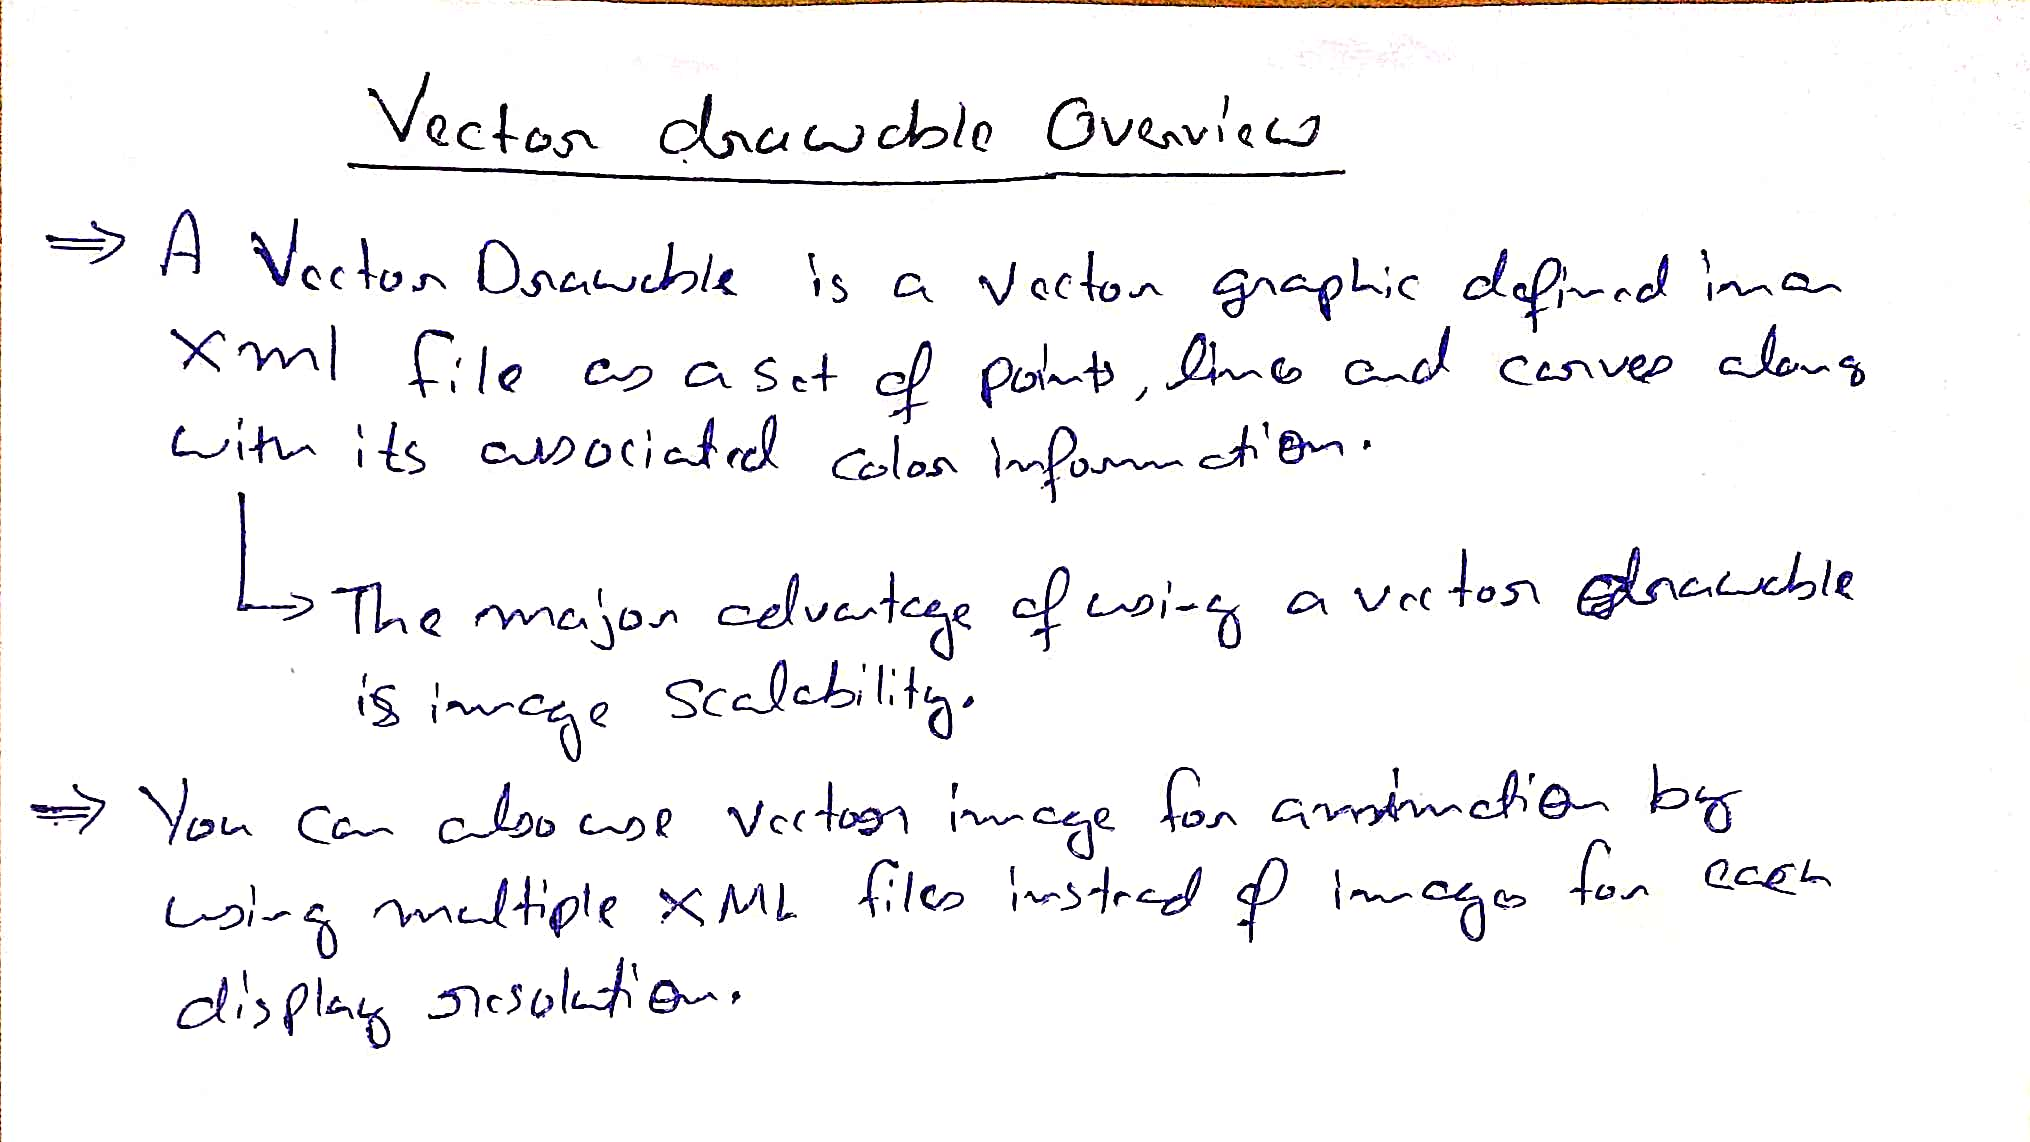 Vector drawable Overview
⇒ A Vector Drawable is a vector graphic defined in an
xml file as a set of points, lines and curves along
with its associated color information.
↳ The major advantage of using a vector drawable
is image scalability.
⇒ You can also use vector image for animation by
using multiple XML files instead of images for each
display resolution.